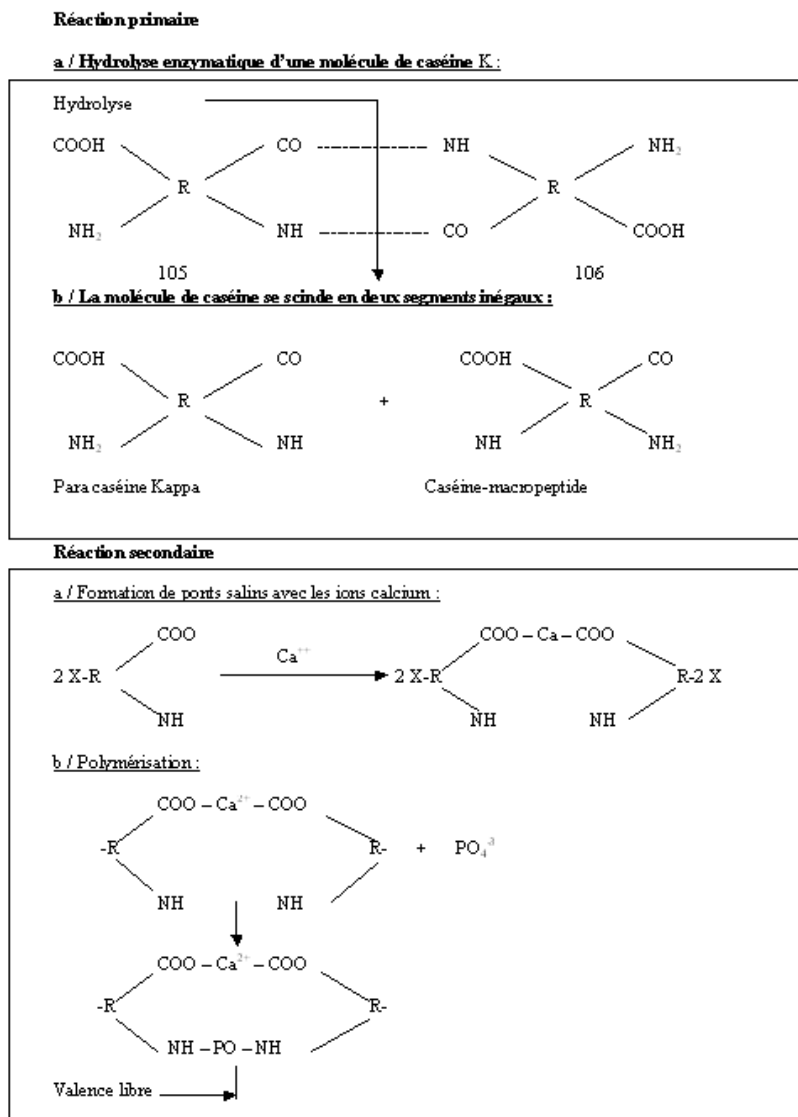 Réaction primaire
a / Hydrolyse enzymatique d'une molécule de caséine K :
Hydrolyse
COOH CO ---------- NH NH₂
R R
NH₂ NH ---------- CO COOH
105 106
b / La molécule de caséine se scinde en deux segments inégaux :
COOH CO COOH CO
R + R
NH₂ NH NH NH₂
Para caséine Kappa Caséine-macropeptide
Réaction secondaire
a / Formation de ponts salins avec les ions calcium :
COO Ca⁺⁺ COO – Ca – COO
2 X-R 2 X-R R-2 X
NH NH NH
b / Polymérisation :
COO – Ca²⁺ – COO
-R R- + PO₄⁻³
NH NH
COO – Ca²⁺ – COO
-R R-
NH – PO – NH
Valence libre